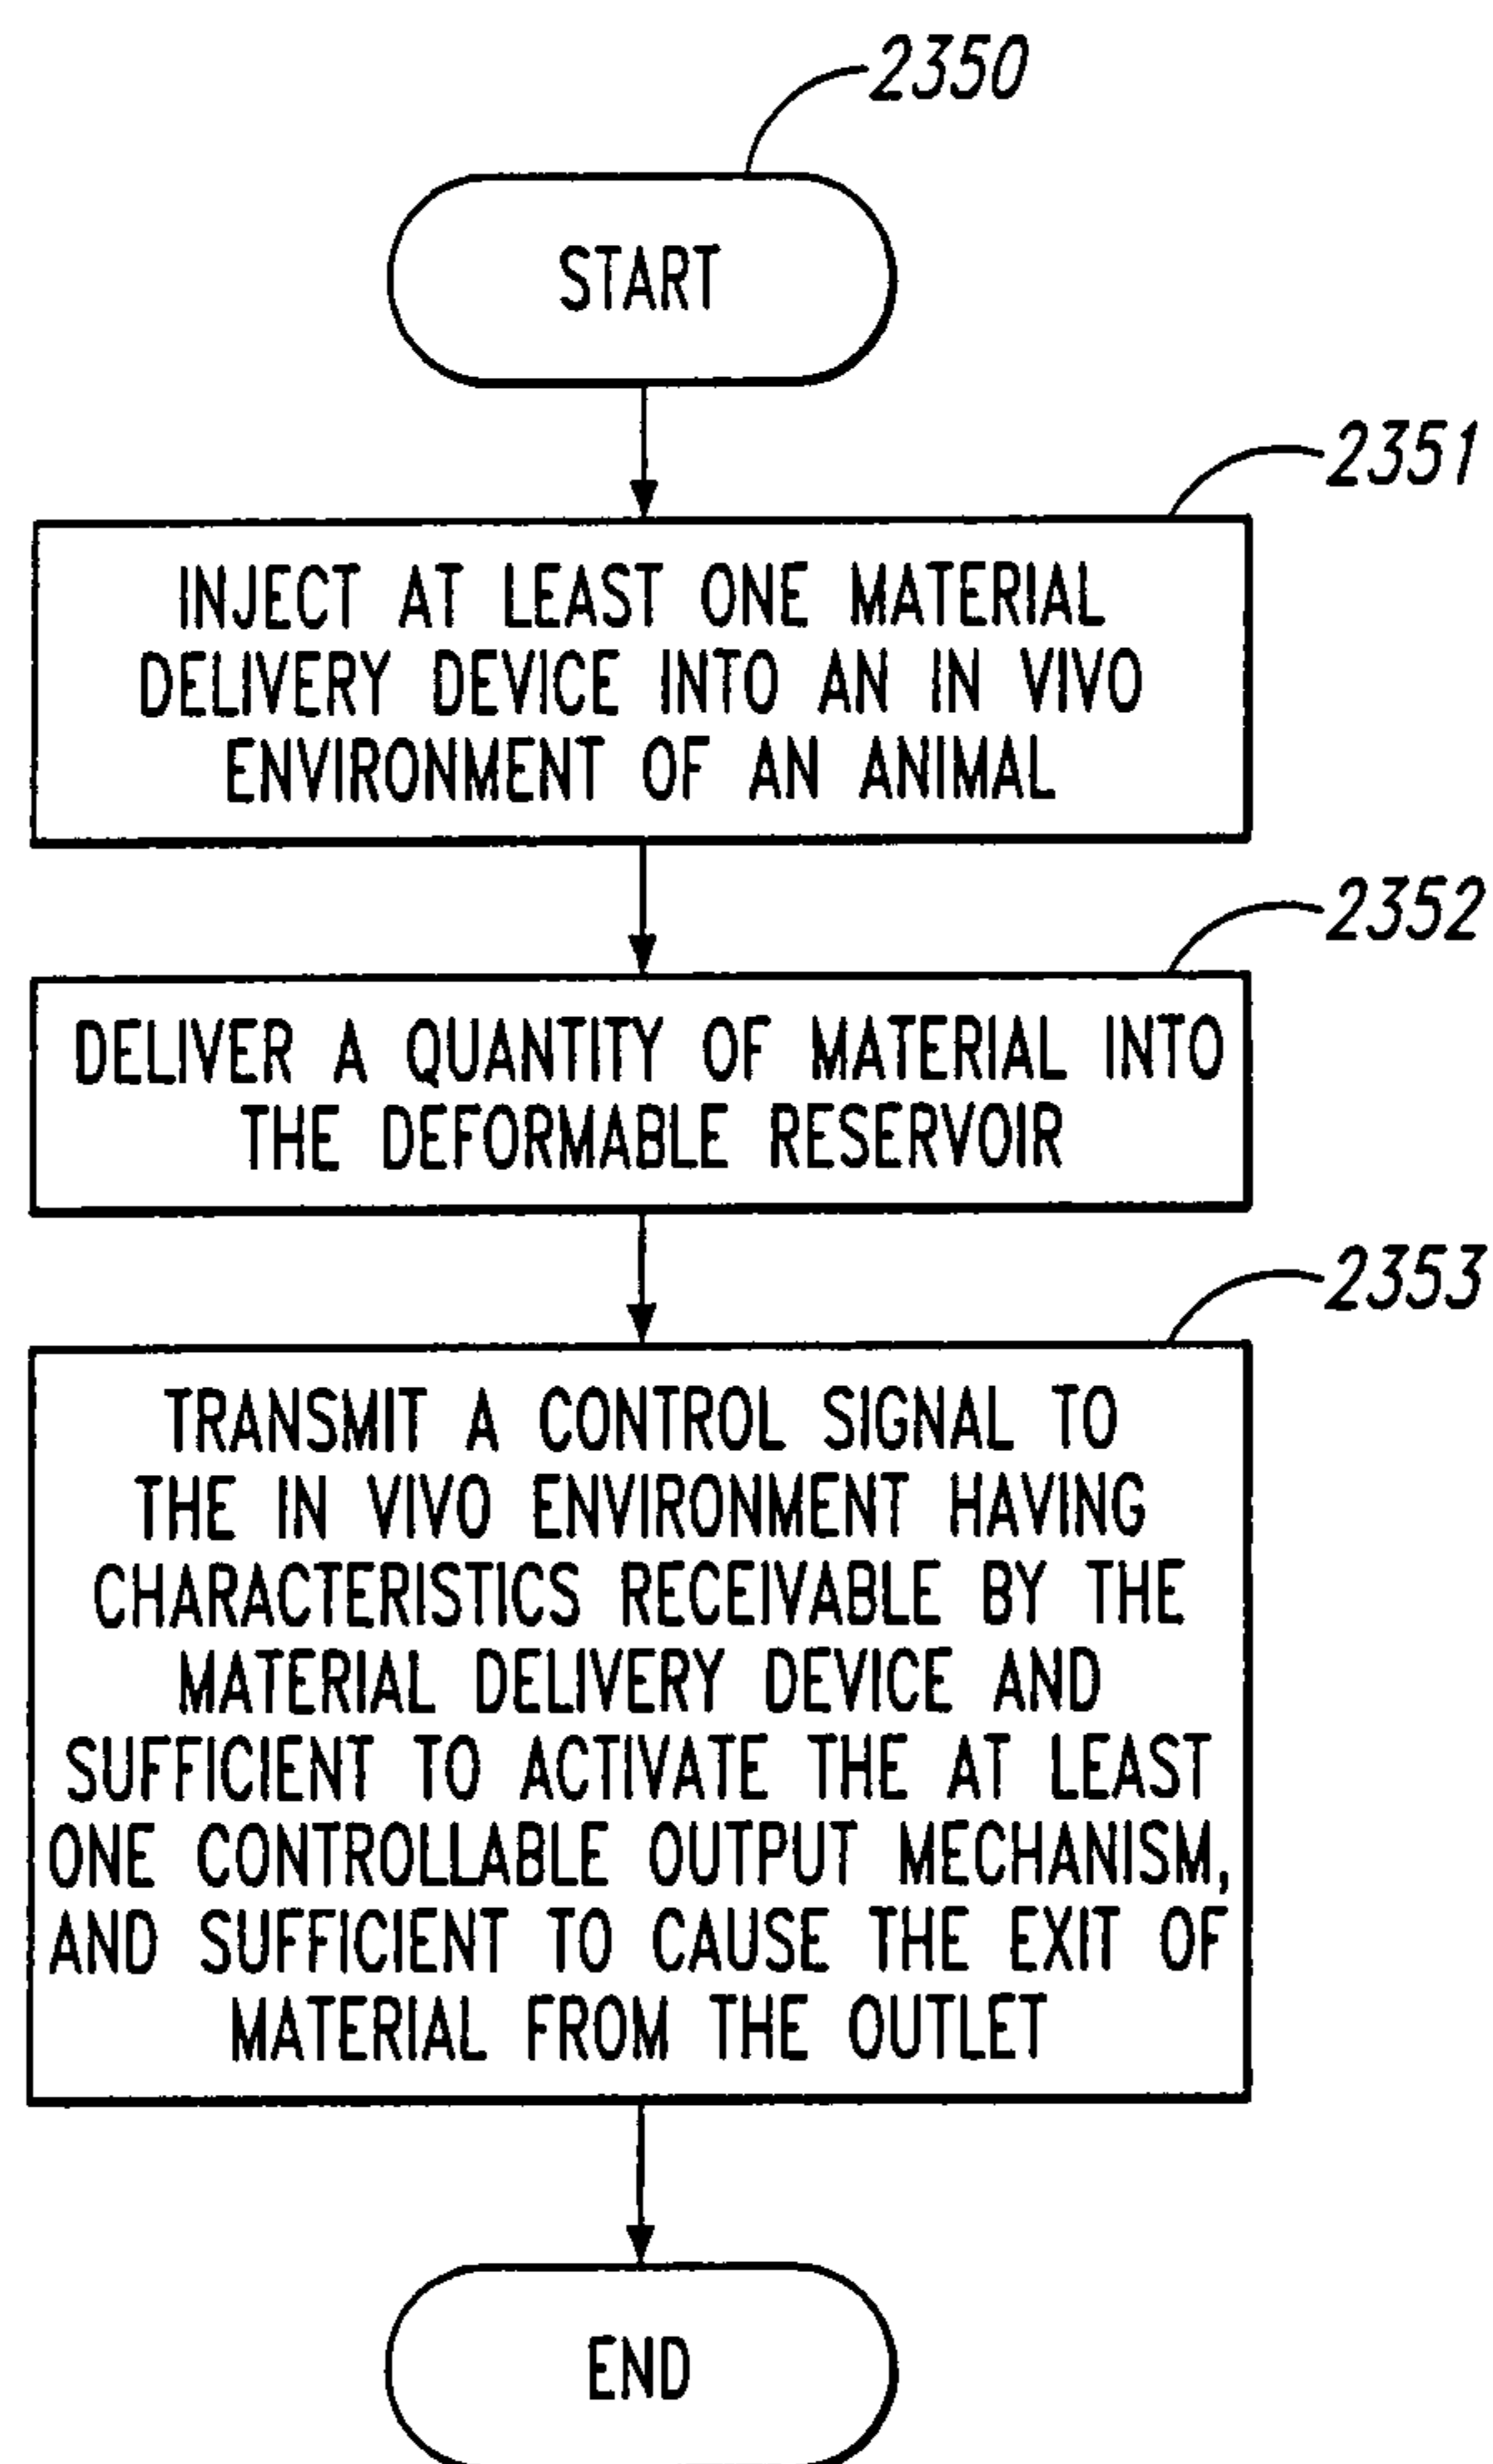 2350
START
2351
INJECT AT LEAST ONE MATERIAL
DELIVERY DEVICE INTO AN IN VIVO
ENVIRONMENT OF AN ANIMAL
2352
DELIVER A QUANTITY OF MATERIAL INTO
THE DEFORMABLE RESERVOIR
2353
TRANSMIT A CONTROL SIGNAL TO
THE IN VIVO ENVIRONMENT HAVING
CHARACTERISTICS RECEIVABLE BY THE
MATERIAL DELIVERY DEVICE AND
SUFFICIENT TO ACTIVATE THE AT LEAST
ONE CONTROLLABLE OUTPUT MECHANISM,
AND SUFFICIENT TO CAUSE THE EXIT OF
MATERIAL FROM THE OUTLET
END